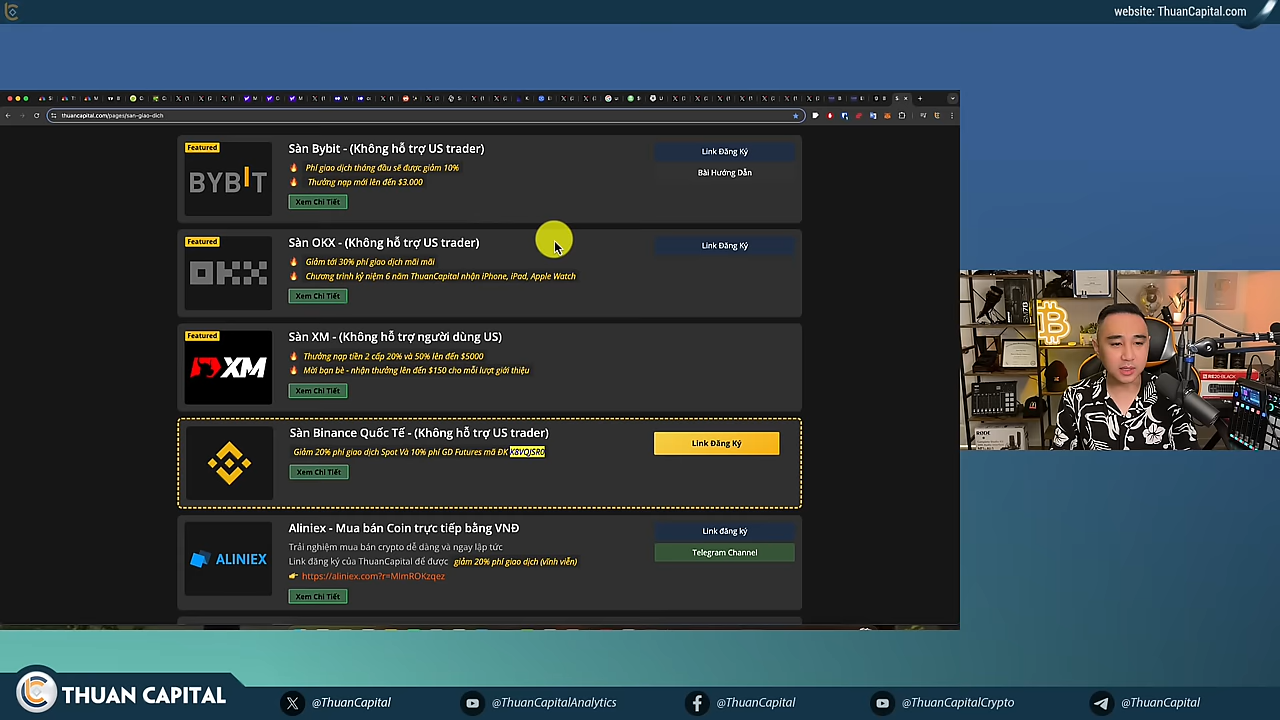 website: ThuanCapital.com
thuancapital.com/pages/san-giao-dich
Featured
BYBIT
Sàn Bybit - (Không hỗ trợ US trader)
Phí giao dịch tháng đầu sẽ được giảm 10%
Thưởng nạp mới lên đến $3.000
Xem Chi Tiết
Link Đăng Ký
Bài Hướng Dẫn
Featured
OKX
Sàn OKX - (Không hỗ trợ US trader)
Giảm tới 30% phí giao dịch mãi mãi
Chương trình kỷ niệm 6 năm ThuanCapital nhận iPhone, iPad, Apple Watch
Xem Chi Tiết
Link Đăng Ký
Featured
XM
Sàn XM - (Không hỗ trợ người dùng US)
Thưởng nạp tiền 2 cấp 20% và 50% lên đến $5000
Mời bạn bè - nhận thưởng lên đến $150 cho mỗi lượt giới thiệu
Xem Chi Tiết
Sàn Binance Quốc Tế - (Không hỗ trợ US trader)
Giảm 20% phí giao dịch Spot Và 10% phí GD Futures mã ĐK
Xem Chi Tiết
Link Đăng Ký
ALINIEX
Aliniex - Mua bán Coin trực tiếp bằng VNĐ
Trải nghiệm mua bán crypto dễ dàng và ngay lập tức
Link đăng ký của ThuanCapital để được giảm 20% phí giao dịch (vĩnh viễn)
https://aliniex.com?r=MlmROKzqez
Xem Chi Tiết
Link đăng ký
Telegram Channel
RE20-BLACK
RODE
THUAN CAPITAL
@ThuanCapital
@ThuanCapitalAnalytics
@ThuanCapital
@ThuanCapitalCrypto
@ThuanCapital